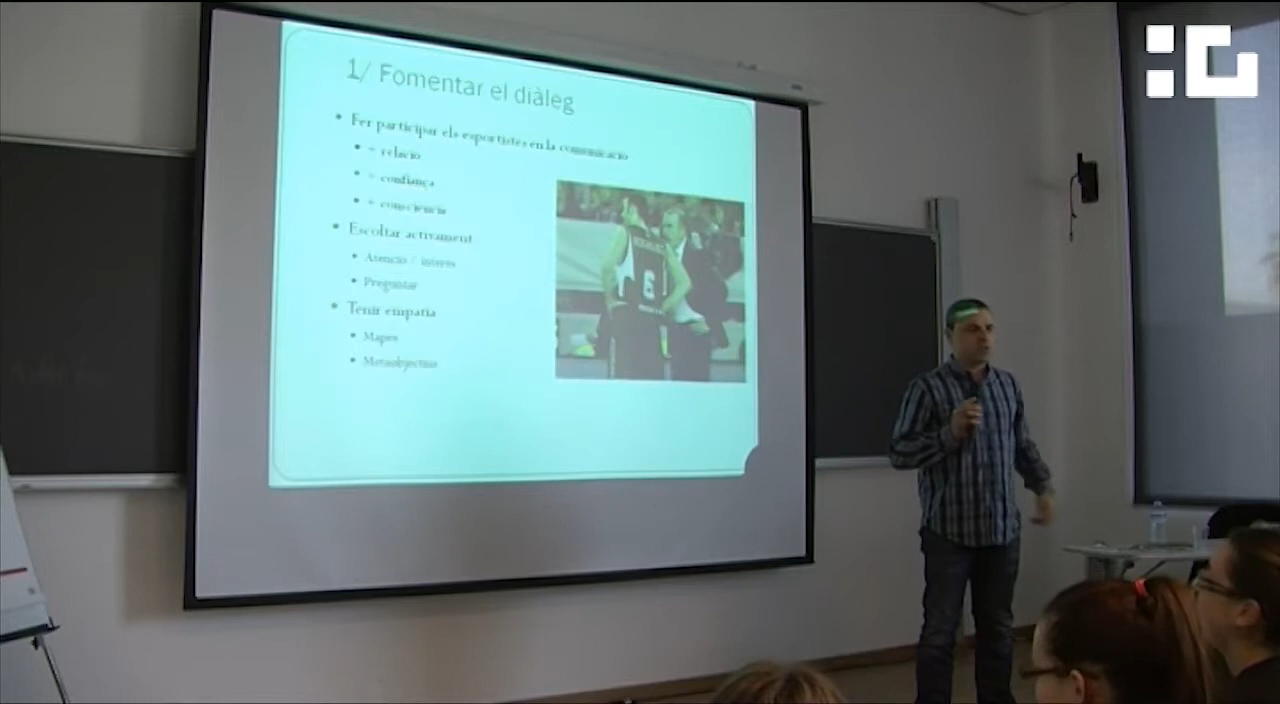 1/ Fomentar el diàleg
• Fer participar els esportistes en la comunicació
• + relació
• + confiança
• + consciència
• Escoltar activament
• Atenció / interès
• Preguntar
• Tenir empatia
• Mapes
• Metaobjectius
6